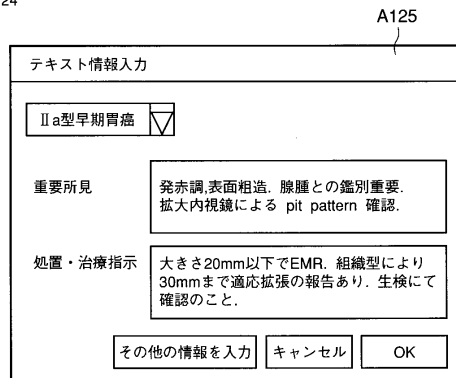 24
A125
テキスト情報入力
Ⅱa型早期胃癌
重要所見
発赤調,表面粗造. 腺腫との鑑別重要.
拡大内視鏡による pit pattern 確認.
処置・治療指示
大きさ20mm以下でEMR. 組織型により
30mmまで適応拡張の報告あり. 生検にて
確認のこと.
その他の情報を入力
キャンセル
OK